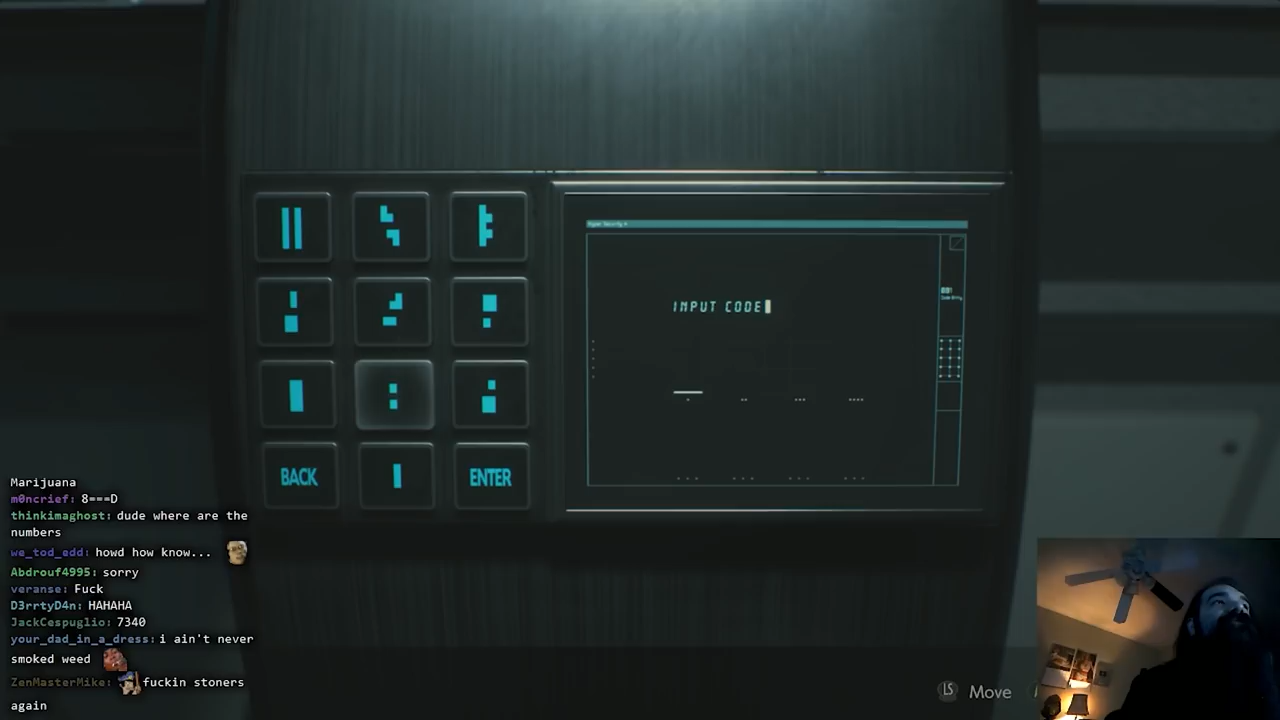 INPUT CODE
BACK
ENTER
Marijuana
m0ncrief: 8===D
thinkimaghost: dude where are the
numbers
we_tod_edd: howd how know...
Abdrouf4995: sorry
veranse: Fuck
D3rrtyD4n: HAHAHA
JackCespuglio: 7340
your_dad_in_a_dress: i ain't never
smoked weed
ZenMasterMike: fuckin stoners
again
LS Move